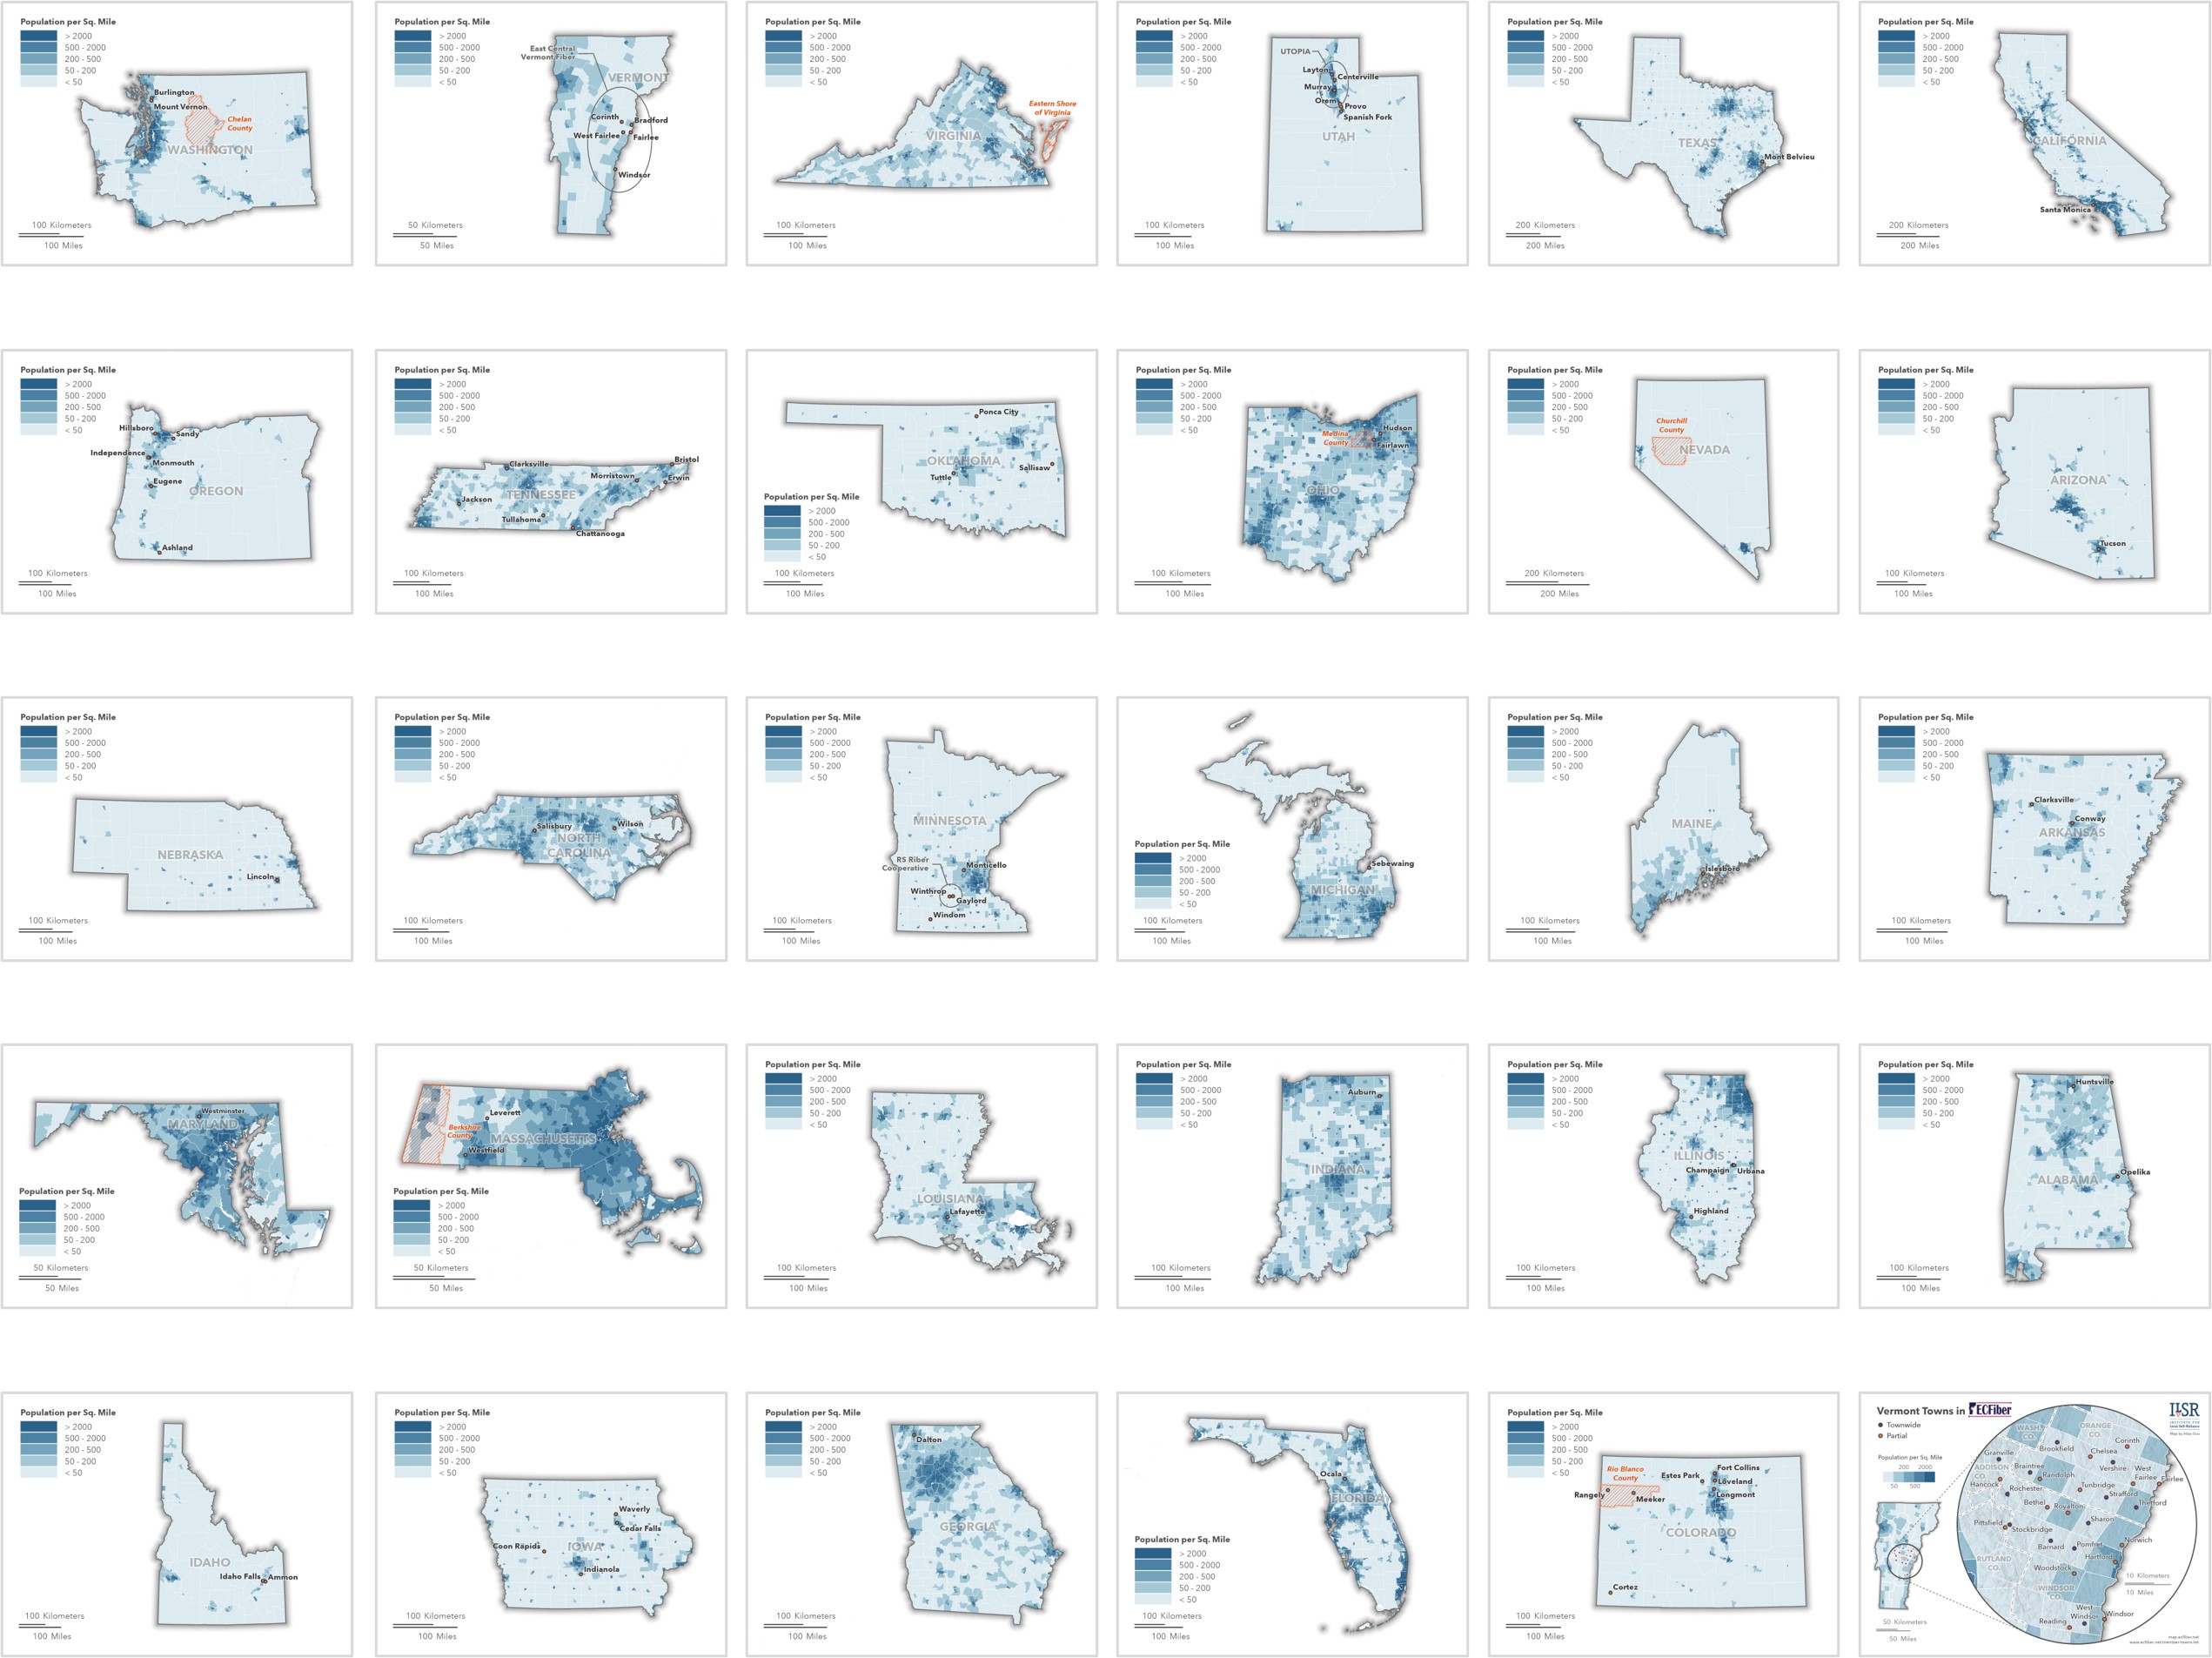 Population per Sq. Mile
> 2000
500 - 2000
200 - 500
50 - 200
< 50
Burlington
Mount Vernon
Chelan
County
WASHINGTON
100 Kilometers
100 Miles
Population per Sq. Mile
> 2000
500 - 2000
200 - 500
50 - 200
< 50
East Central
Vermont Fiber
VERMONT
Corinth
Bradford
West Fairlee
Fairlee
Windsor
50 Kilometers
50 Miles
Population per Sq. Mile
> 2000
500 - 2000
200 - 500
50 - 200
< 50
Eastern Shore
of Virginia
VIRGINIA
100 Kilometers
100 Miles
Population per Sq. Mile
> 2000
500 - 2000
200 - 500
50 - 200
< 50
UTOPIA
Layton
Centerville
Murray
Orem
Provo
Spanish Fork
UTAH
100 Kilometers
100 Miles
Population per Sq. Mile
> 2000
500 - 2000
200 - 500
50 - 200
< 50
TEXAS
Mont Belvieu
200 Kilometers
200 Miles
Population per Sq. Mile
> 2000
500 - 2000
200 - 500
50 - 200
< 50
CALIFORNIA
Santa Monica
200 Kilometers
200 Miles
Population per Sq. Mile
> 2000
500 - 2000
200 - 500
50 - 200
< 50
Hillsboro
Sandy
Independence
Monmouth
Eugene
OREGON
Ashland
100 Kilometers
100 Miles
Population per Sq. Mile
> 2000
500 - 2000
200 - 500
50 - 200
< 50
Clarksville
Bristol
Morristown
Erwin
TENNESSEE
Jackson
Tullahoma
Chattanooga
100 Kilometers
100 Miles
Population per Sq. Mile
> 2000
500 - 2000
200 - 500
50 - 200
< 50
Ponca City
OKLAHOMA
Sallisaw
Tuttle
Population per Sq. Mile
> 2000
500 - 2000
200 - 500
50 - 200
< 50
100 Kilometers
100 Miles
Population per Sq. Mile
> 2000
500 - 2000
200 - 500
50 - 200
< 50
Hudson
Medina
County
Fairlawn
OHIO
100 Kilometers
100 Miles
Population per Sq. Mile
> 2000
500 - 2000
200 - 500
50 - 200
< 50
Churchill
County
NEVADA
200 Kilometers
200 Miles
Population per Sq. Mile
> 2000
500 - 2000
200 - 500
50 - 200
< 50
ARIZONA
Tucson
100 Kilometers
100 Miles
Population per Sq. Mile
> 2000
500 - 2000
200 - 500
50 - 200
< 50
NEBRASKA
Lincoln
100 Kilometers
100 Miles
Population per Sq. Mile
> 2000
500 - 2000
200 - 500
50 - 200
< 50
Salisbury
Wilson
NORTH
CAROLINA
100 Kilometers
100 Miles
Population per Sq. Mile
> 2000
500 - 2000
200 - 500
50 - 200
< 50
MINNESOTA
RS Riber
Cooperative
Monticello
Winthrop
Gaylord
Windom
100 Kilometers
100 Miles
Population per Sq. Mile
> 2000
500 - 2000
200 - 500
50 - 200
< 50
Sebewaing
MICHIGAN
100 Kilometers
100 Miles
Population per Sq. Mile
> 2000
500 - 2000
200 - 500
50 - 200
< 50
MAINE
Islesboro
100 Kilometers
100 Miles
Population per Sq. Mile
> 2000
500 - 2000
200 - 500
50 - 200
< 50
Clarksville
Conway
ARKANSAS
100 Kilometers
100 Miles
Westminster
MARYLAND
Population per Sq. Mile
> 2000
500 - 2000
200 - 500
50 - 200
< 50
50 Kilometers
50 Miles
Leverett
Berkshire
County
MASSACHUSETTS
Westfield
Population per Sq. Mile
> 2000
500 - 2000
200 - 500
50 - 200
< 50
50 Kilometers
50 Miles
Population per Sq. Mile
> 2000
500 - 2000
200 - 500
50 - 200
< 50
LOUISIANA
Lafayette
100 Kilometers
100 Miles
Population per Sq. Mile
> 2000
500 - 2000
200 - 500
50 - 200
< 50
Auburn
INDIANA
100 Kilometers
100 Miles
Population per Sq. Mile
> 2000
500 - 2000
200 - 500
50 - 200
< 50
ILLINOIS
Champaign
Urbana
Highland
100 Kilometers
100 Miles
Population per Sq. Mile
> 2000
500 - 2000
200 - 500
50 - 200
< 50
Huntsville
Opelika
ALABAMA
100 Kilometers
100 Miles
Population per Sq. Mile
> 2000
500 - 2000
200 - 500
50 - 200
< 50
IDAHO
Idaho Falls
Ammon
100 Kilometers
100 Miles
Population per Sq. Mile
> 2000
500 - 2000
200 - 500
50 - 200
< 50
Waverly
Cedar Falls
Coon Rapids
IOWA
Indianola
100 Kilometers
100 Miles
Population per Sq. Mile
> 2000
500 - 2000
200 - 500
50 - 200
< 50
Dalton
GEORGIA
100 Kilometers
100 Miles
Ocala
FLORIDA
Population per Sq. Mile
> 2000
500 - 2000
200 - 500
50 - 200
< 50
100 Kilometers
100 Miles
Population per Sq. Mile
> 2000
500 - 2000
200 - 500
50 - 200
< 50
Rio Blanco
County
Fort Collins
Estes Park
Loveland
Rangely
Meeker
Longmont
COLORADO
Cortez
100 Kilometers
100 Miles
Vermont Towns in ECFiber
ILSR
Townwide
Partial
Population per Sq. Mile
200 2000
50 500
WASH.
CO.
ORANGE
CO.
Corinth
Brookfield
Chelsea
Granville
ADDISON
CO.
Braintree
Vershire
West
Fairlee
Fairlee
Hancock
Randolph
Rochester
Tunbridge
Strafford
Bethel
Royalton
Thetford
Pittsfield
Stockbridge
Sharon
Norwich
Barnard
Pomfret
Hartford
RUTLAND
CO.
Woodstock
WINDSOR
CO.
10 Kilometers
10 Miles
West
Windsor
Windsor
Reading
50 Kilometers
50 Miles